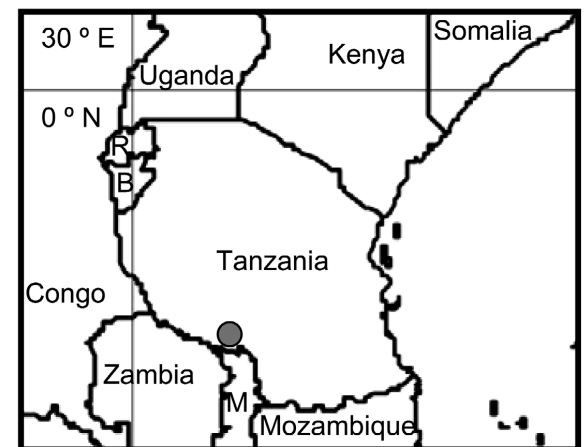 30 º E
Somalia
Kenya
Uganda
0 º N
R
B
Tanzania
Congo
Zambia
M
Mozambique